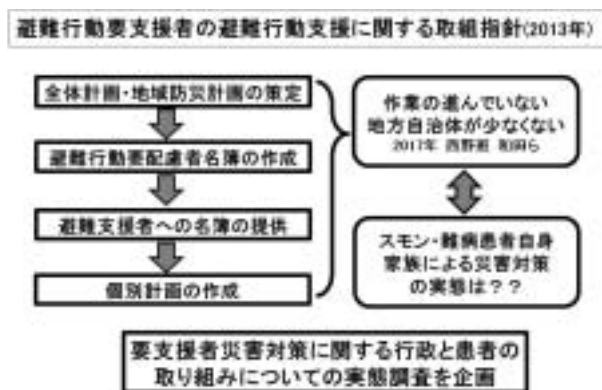 避難行動要支援者の避難行動支援に関する取組指針(2013年)
全体計画・地域防災計画の策定
避難行動要配慮者名簿の作成
避難支援者への名簿の提供
個別計画の作成
作業の進んでいない
地方自治体が少なくない
2017年 西野班 和田ら
スモン・難病患者自身
家族による災害対策
の実態は？？
要支援者災害対策に関する行政と患者の
取り組みについての実態調査を企画